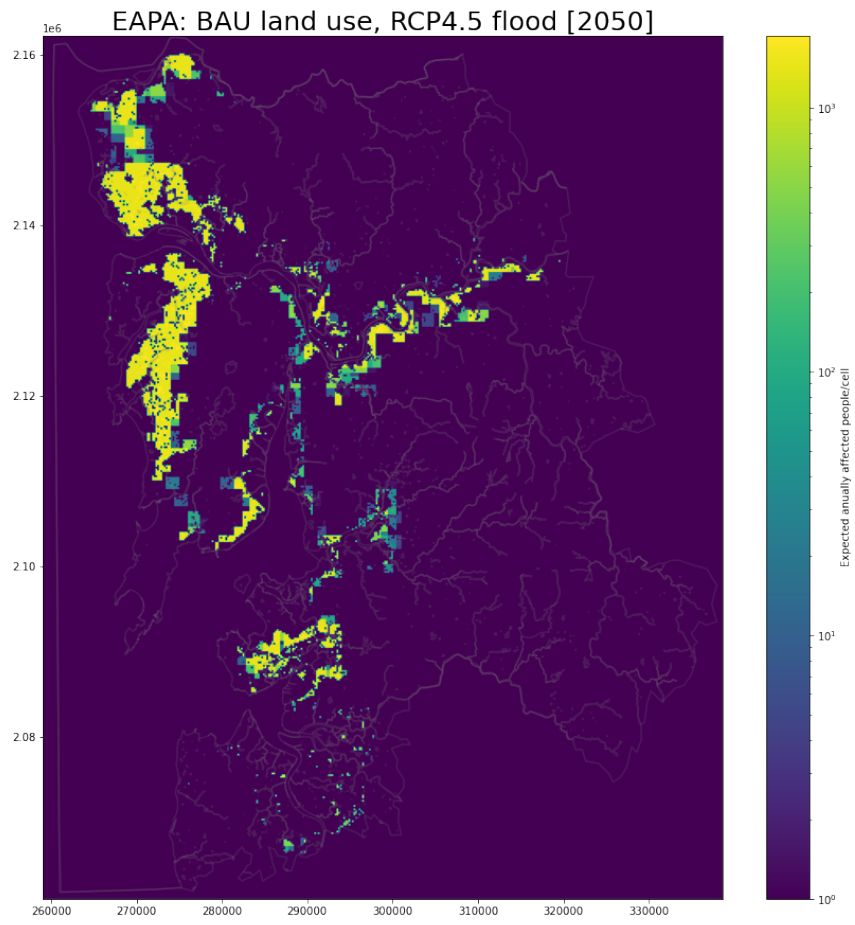 EAPA: BAU land use, RCP4.5 flood [2050]
1e6
2.16
2.14
2.12
2.10
2.08
260000 270000 280000 290000 300000 310000 320000 330000
10³
10²
10¹
10⁰
Expected anually affected people/cell